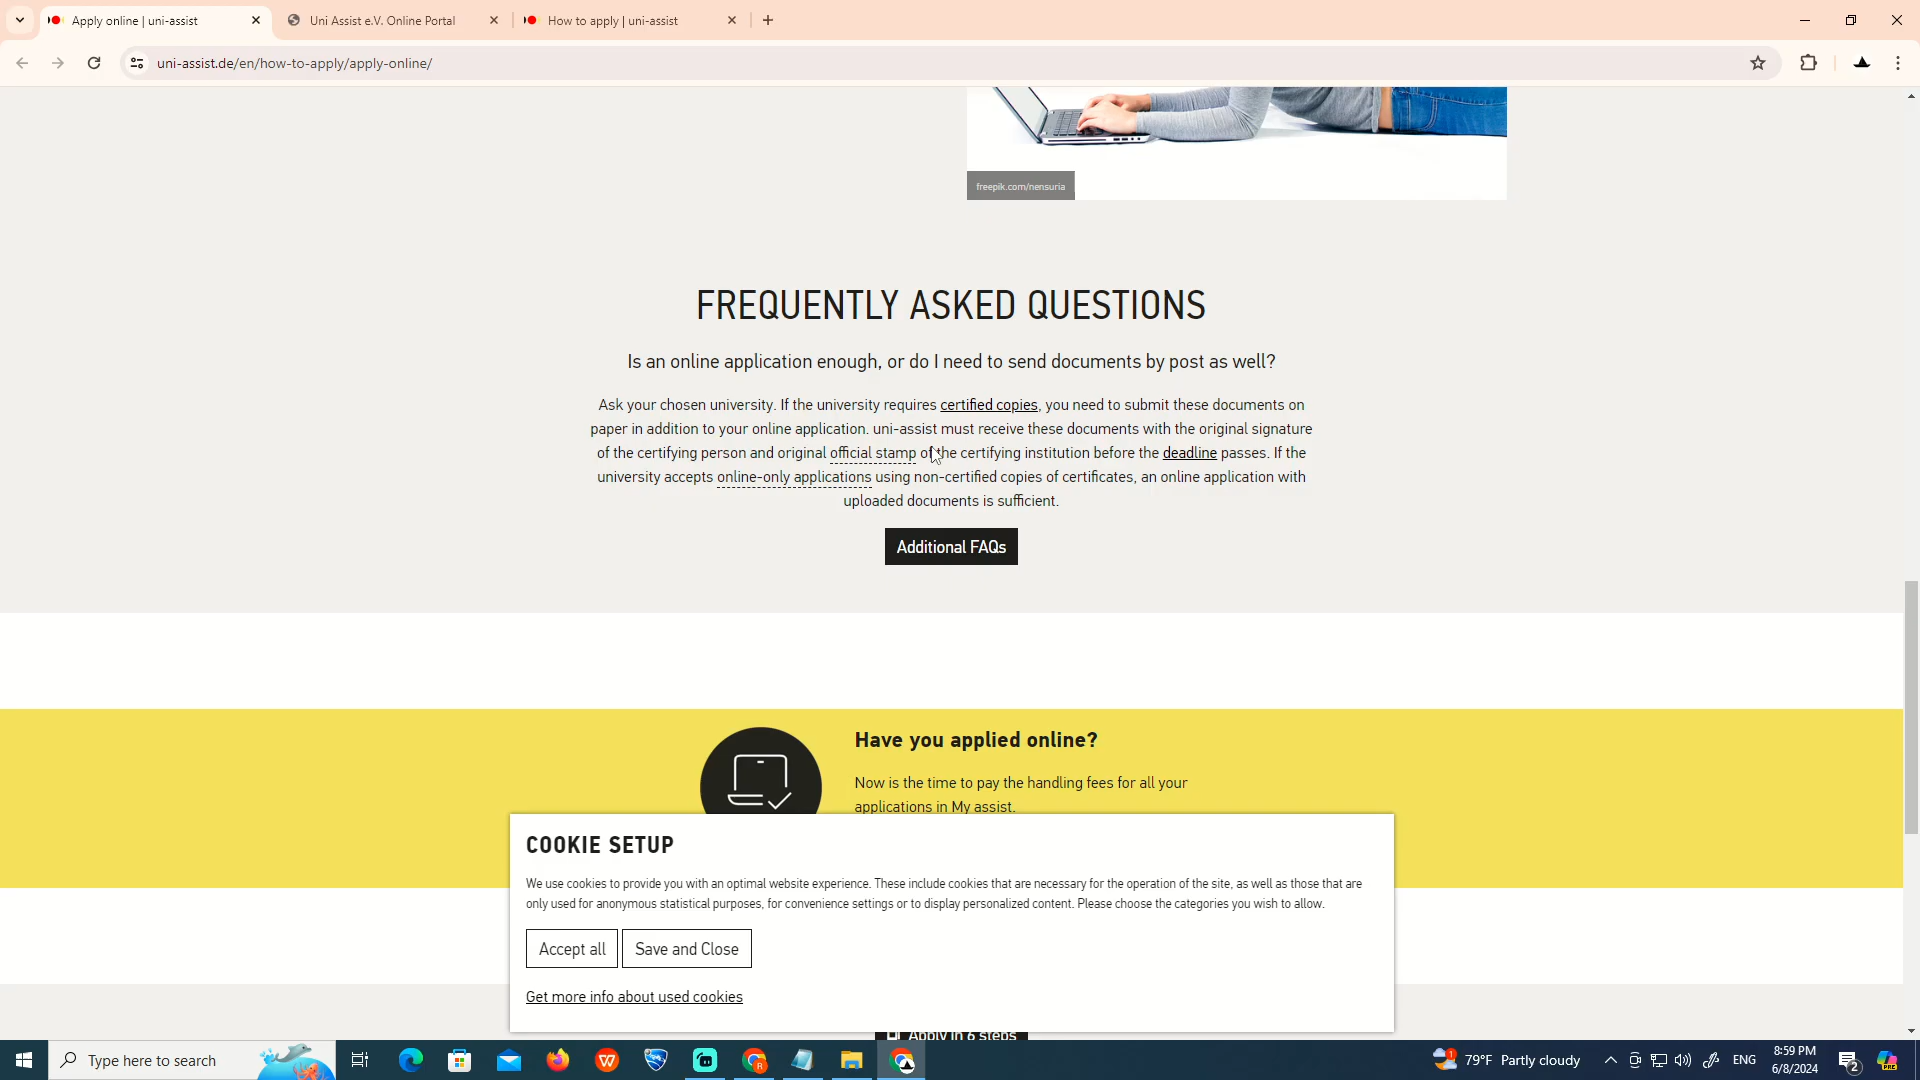 Apply online | uni-assist
Uni Assist e.V. Online Portal
How to apply | uni-assist
uni-assist.de/en/how-to-apply/apply-online/
freepik.com/nensuria
FREQUENTLY ASKED QUESTIONS
Is an online application enough, or do I need to send documents by post as well?
Ask your chosen university. If the university requires certified copies, you need to submit these documents on
paper in addition to your online application. uni-assist must receive these documents with the original signature
of the certifying person and original official stamp of the certifying institution before the deadline passes. If the
university accepts online-only applications using non-certified copies of certificates, an online application with
uploaded documents is sufficient.
Additional FAQs
Have you applied online?
Now is the time to pay the handling fees for all your
applications in My assist.
COOKIE SETUP
We use cookies to provide you with an optimal website experience. These include cookies that are necessary for the operation of the site, as well as those that are
only used for anonymous statistical purposes, for convenience settings or to display personalized content. Please choose the categories you wish to allow.
Accept all
Save and Close
Get more info about used cookies
Apply in 6 steps
Type here to search
79°F Partly cloudy
ENG
8:59 PM
6/8/2024
2